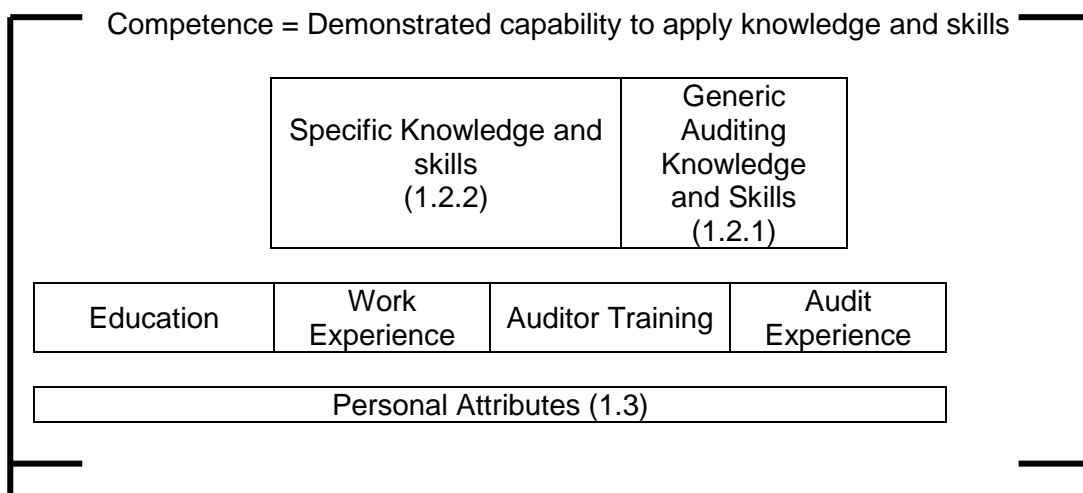 Competence = Demonstrated capability to apply knowledge and skills
Specific Knowledge and
skills
(1.2.2)
Generic
Auditing
Knowledge
and Skills
(1.2.1)
Education
Work
Experience
Auditor Training
Audit
Experience
Personal Attributes (1.3)